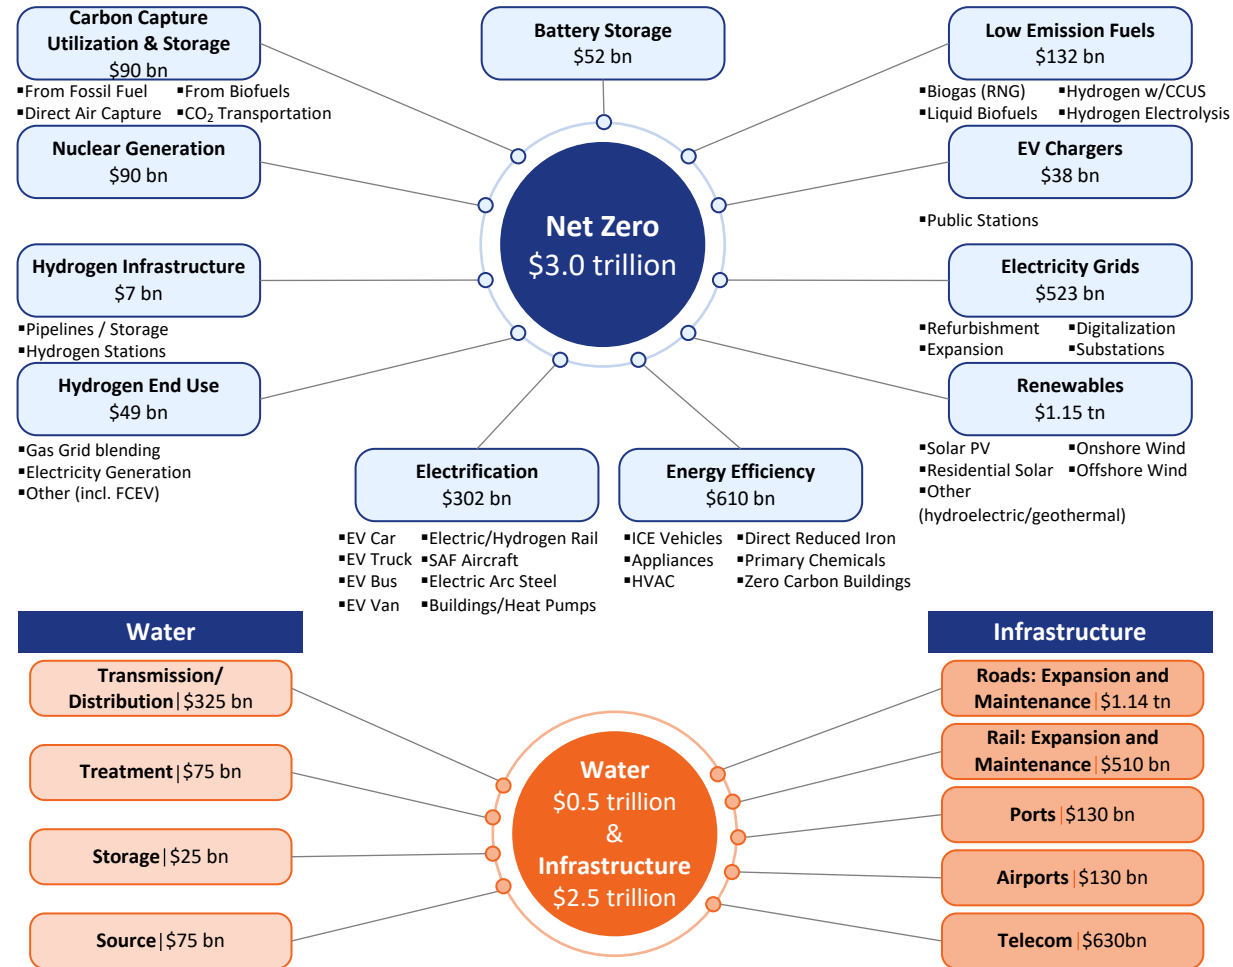 Carbon Capture
Utilization & Storage
$90 bn
▪From Fossil Fuel ▪From Biofuels
▪Direct Air Capture ▪CO₂ Transportation
Battery Storage
$52 bn
Low Emission Fuels
$132 bn
▪Biogas (RNG) ▪Hydrogen w/CCUS
▪Liquid Biofuels ▪Hydrogen Electrolysis
Nuclear Generation
$90 bn
EV Chargers
$38 bn
▪Public Stations
Net Zero
$3.0 trillion
Hydrogen Infrastructure
$7 bn
▪Pipelines / Storage
▪Hydrogen Stations
Electricity Grids
$523 bn
▪Refurbishment ▪Digitalization
▪Expansion ▪Substations
Hydrogen End Use
$49 bn
▪Gas Grid blending
▪Electricity Generation
▪Other (incl. FCEV)
Renewables
$1.15 tn
▪Solar PV ▪Onshore Wind
▪Residential Solar ▪Offshore Wind
▪Other
(hydroelectric/geothermal)
Electrification
$302 bn
▪EV Car ▪Electric/Hydrogen Rail
▪EV Truck ▪SAF Aircraft
▪EV Bus ▪Electric Arc Steel
▪EV Van ▪Buildings/Heat Pumps
Energy Efficiency
$610 bn
▪ICE Vehicles ▪Direct Reduced Iron
▪Appliances ▪Primary Chemicals
▪HVAC ▪Zero Carbon Buildings
Water
Transmission/
Distribution|$325 bn
Treatment|$75 bn
Storage|$25 bn
Source|$75 bn
Water
$0.5 trillion
&
Infrastructure
$2.5 trillion
Infrastructure
Roads: Expansion and
Maintenance|$1.14 tn
Rail: Expansion and
Maintenance|$510 bn
Ports|$130 bn
Airports|$130 bn
Telecom|$630bn